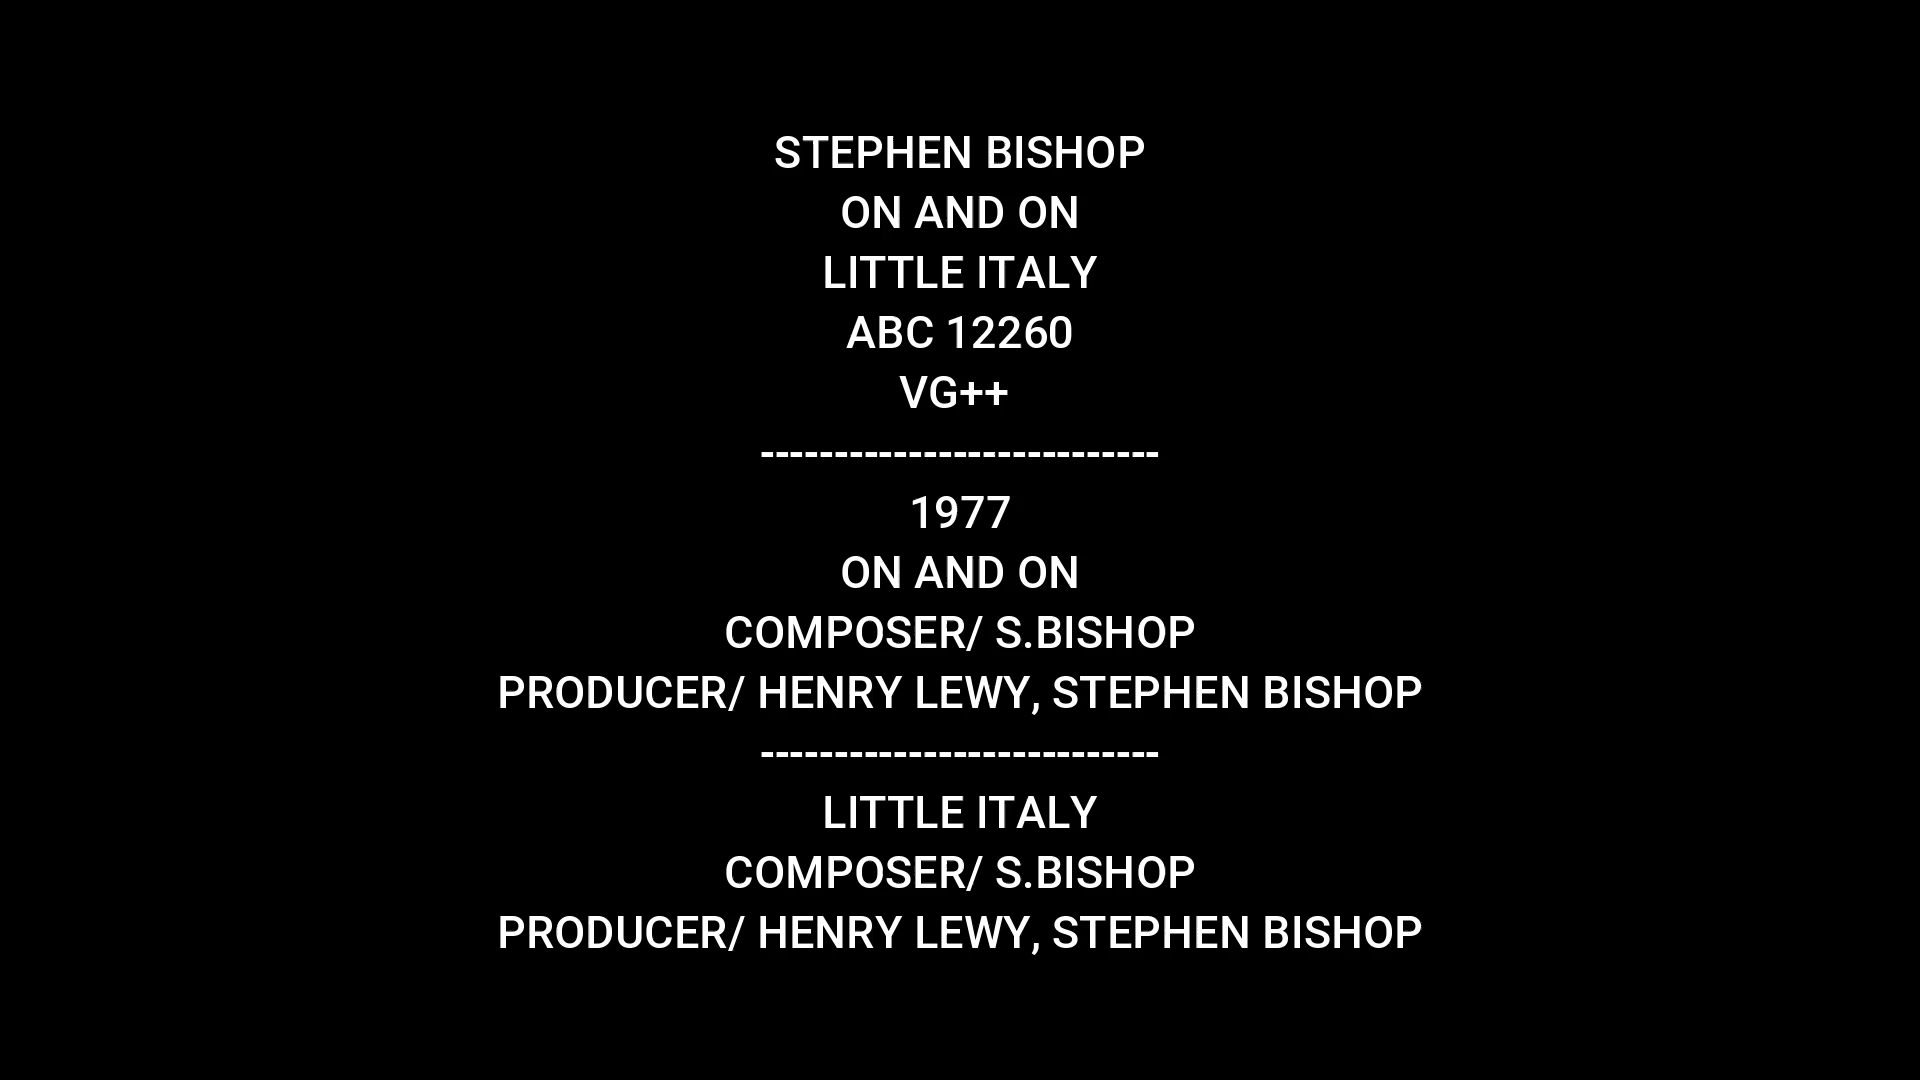 STEPHEN BISHOP
ON AND ON
LITTLE ITALY
ABC 12260
VG++
---------------------------
1977
ON AND ON
COMPOSER/ S.BISHOP
PRODUCER/ HENRY LEWY, STEPHEN BISHOP
---------------------------
LITTLE ITALY
COMPOSER/ S.BISHOP
PRODUCER/ HENRY LEWY, STEPHEN BISHOP